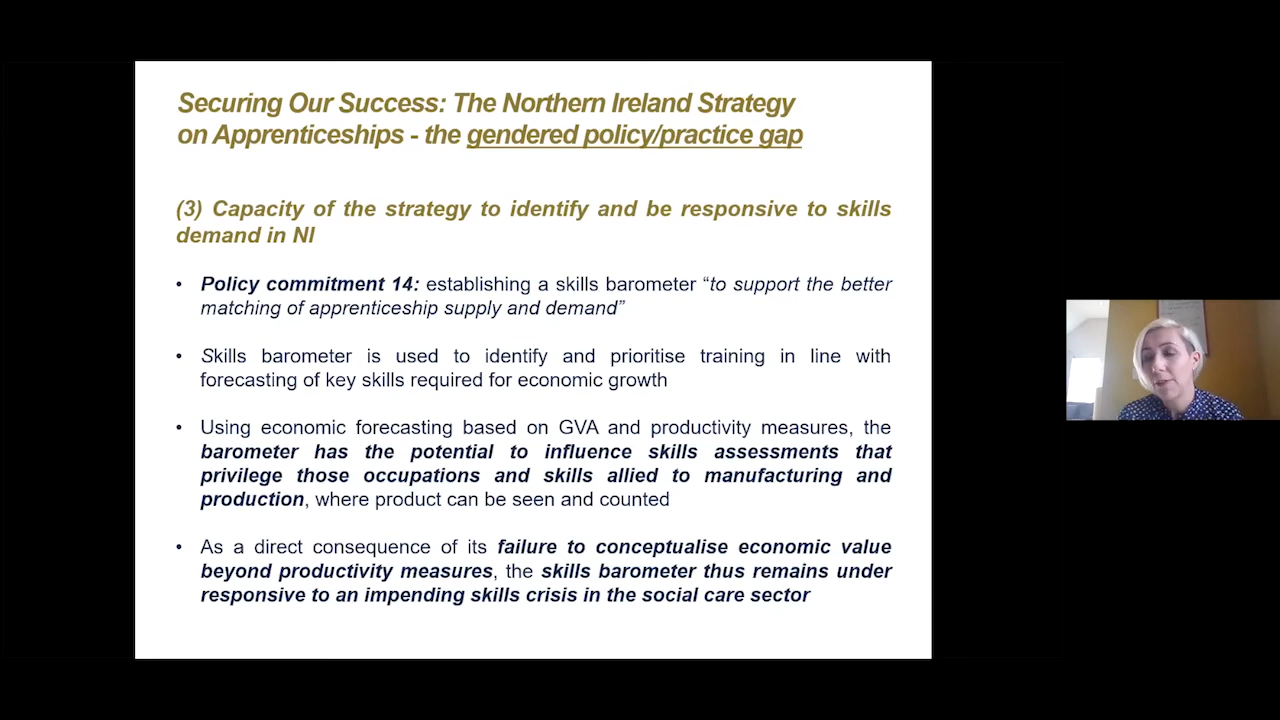 Securing Our Success: The Northern Ireland Strategy
on Apprenticeships - the gendered policy/practice gap
(3) Capacity of the strategy to identify and be responsive to skills
demand in NI
• Policy commitment 14: establishing a skills barometer “to support the better
matching of apprenticeship supply and demand”
• Skills barometer is used to identify and prioritise training in line with
forecasting of key skills required for economic growth
• Using economic forecasting based on GVA and productivity measures, the
barometer has the potential to influence skills assessments that
privilege those occupations and skills allied to manufacturing and
production, where product can be seen and counted
• As a direct consequence of its failure to conceptualise economic value
beyond productivity measures, the skills barometer thus remains under
responsive to an impending skills crisis in the social care sector